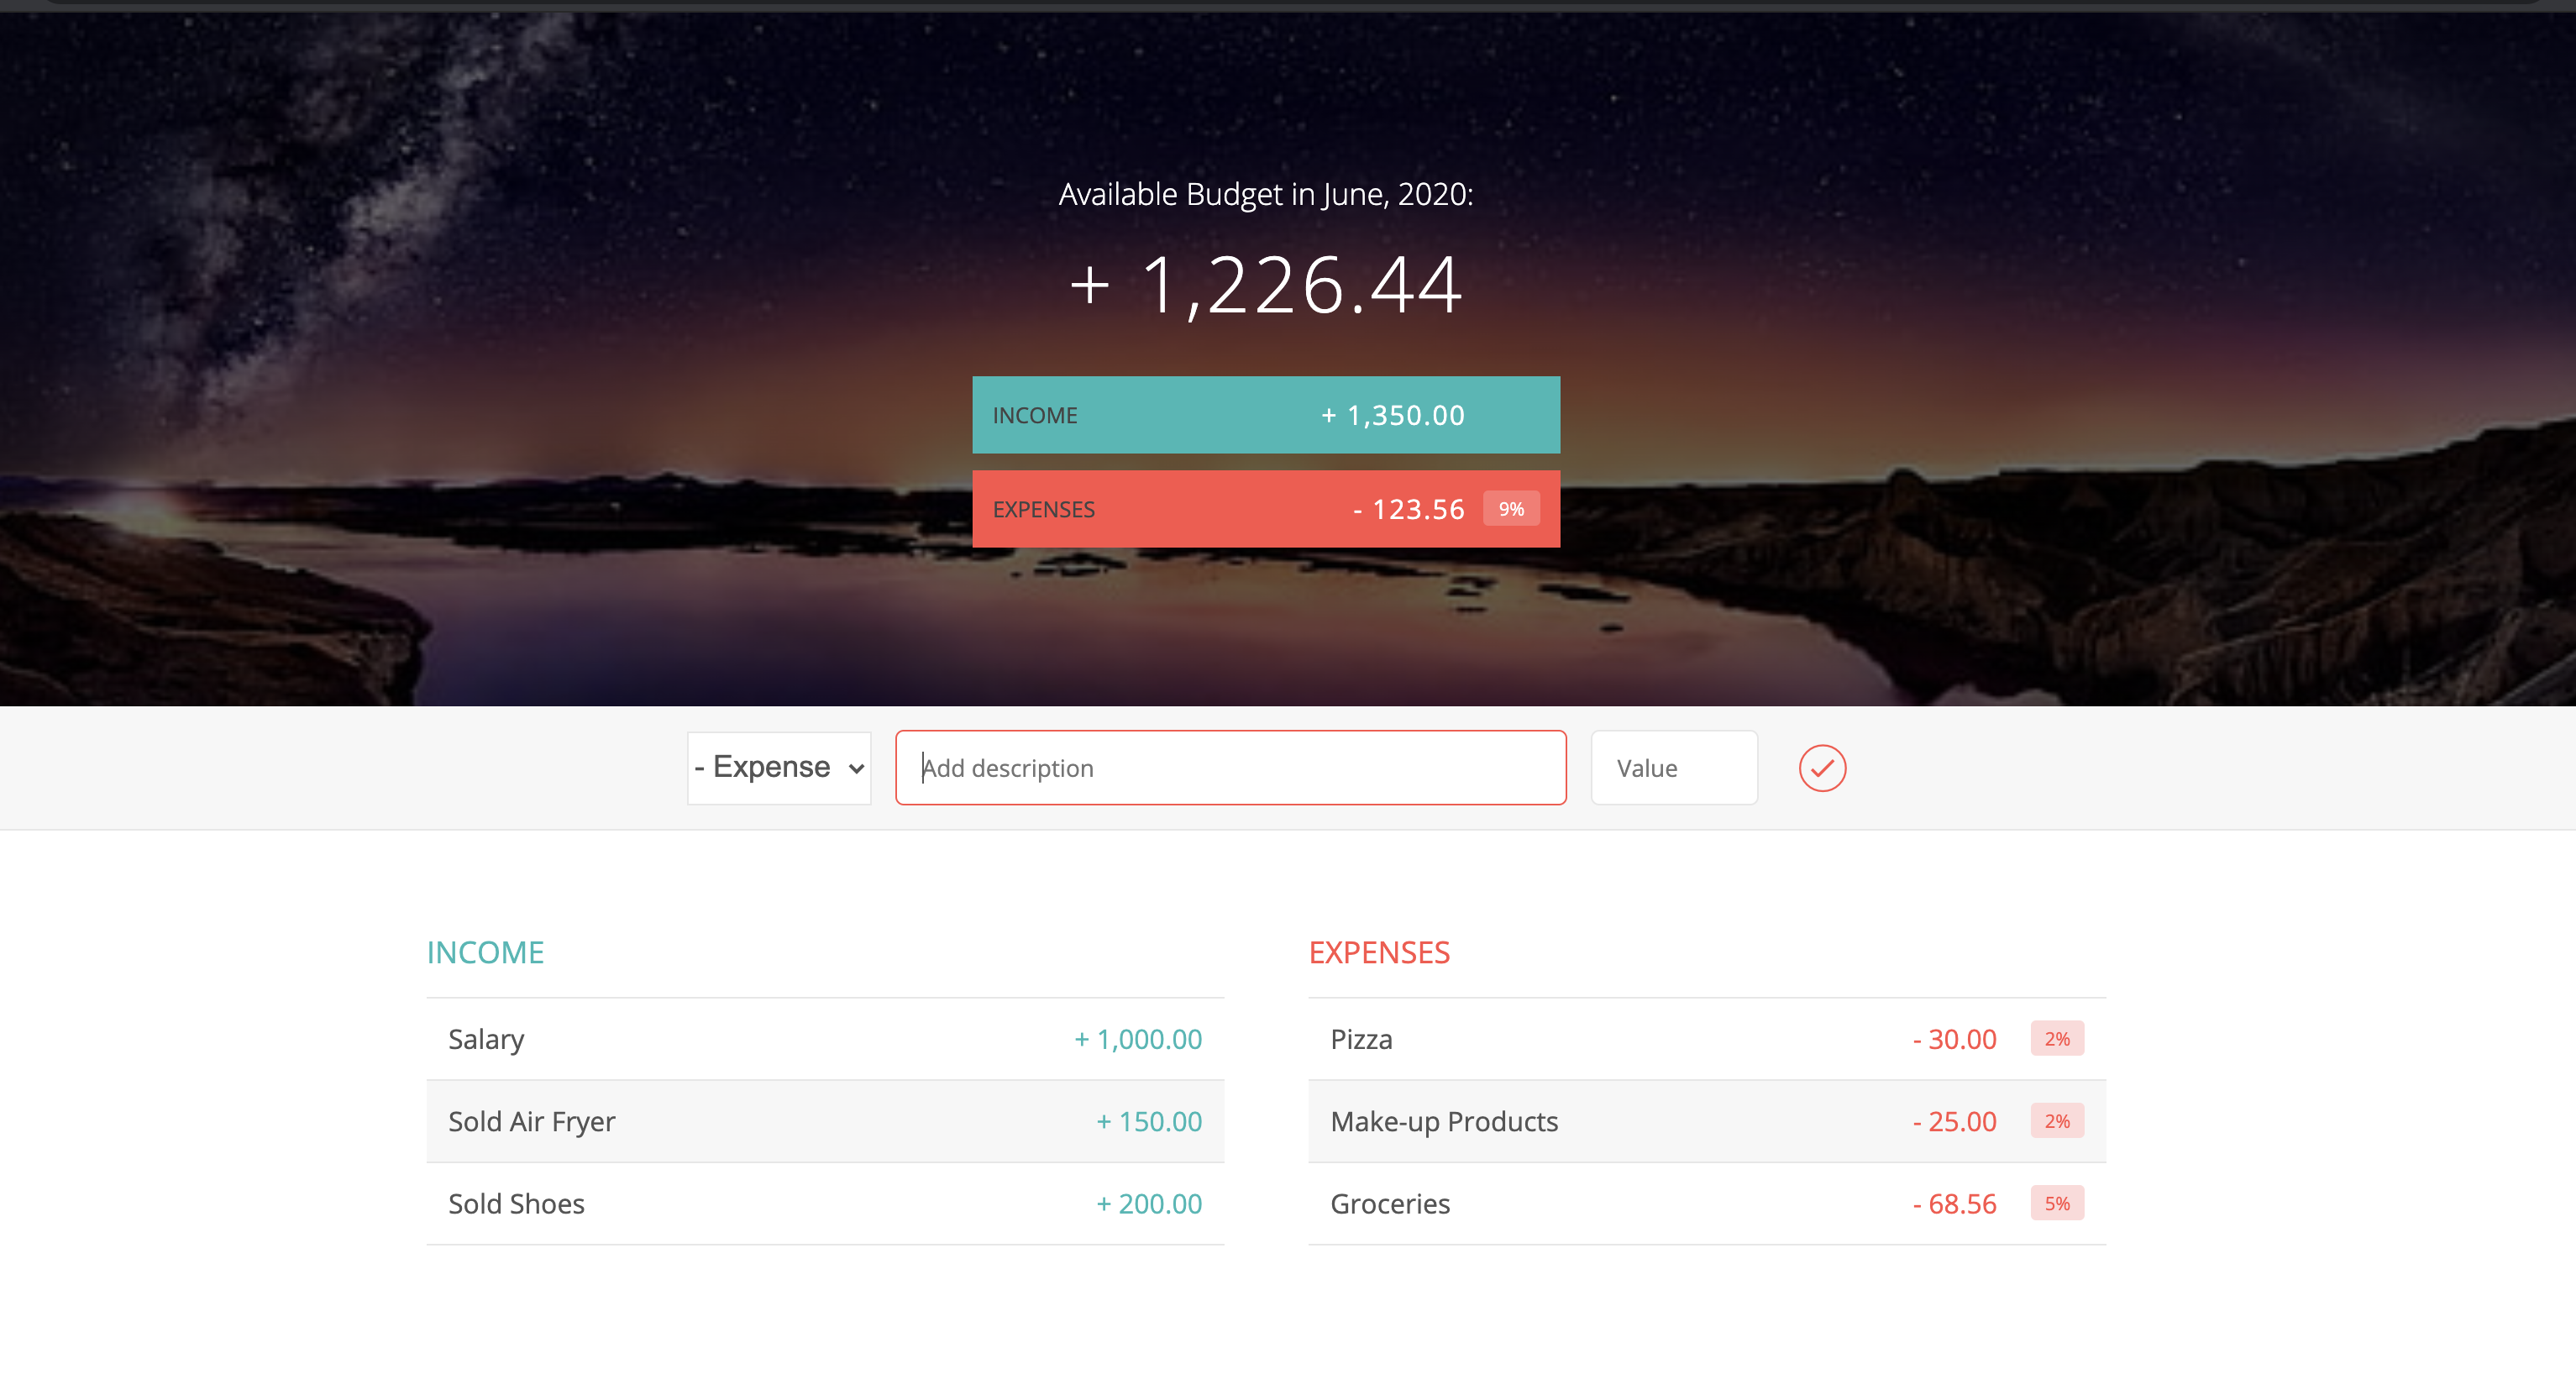 Available Budget in June, 2020:
+ 1,226.44
INCOME + 1,350.00
EXPENSES - 123.56 9%
- Expense Add description Value
INCOME
Salary + 1,000.00
Sold Air Fryer + 150.00
Sold Shoes + 200.00
EXPENSES
Pizza - 30.00 2%
Make-up Products - 25.00 2%
Groceries - 68.56 5%